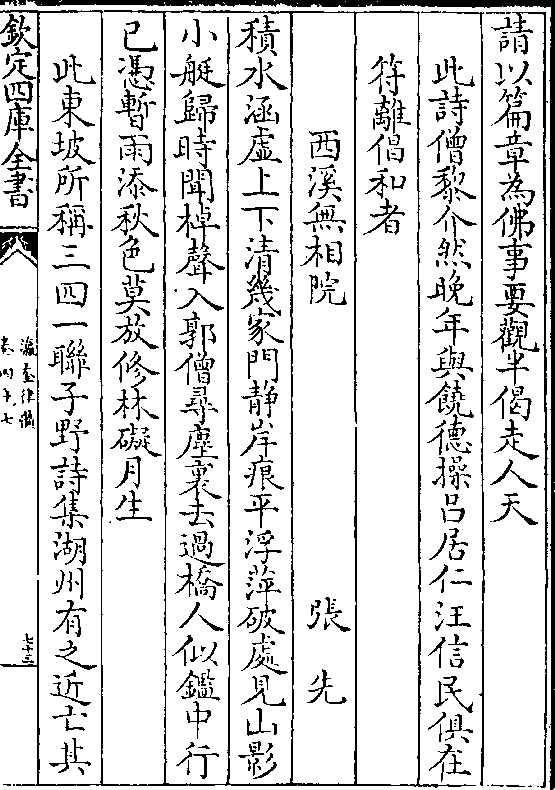 請以篇章為佛事要觀半偈走人天
此詩僧黎介然晚年與饒德操呂居仁汪信民俱在
符離倡和者
西溪無相院 張先
積水涵虛上下清幾家門靜岸痕平浮萍破處見山影
小艇歸時聞棹聲入郭僧尋塵裏去過橋人似鑑中行
已憑暫雨添秋色莫放修林礙月生
此東坡所稱三四一聯子野詩集湖州有之近亡其
欽定四庫全書
瀛奎律髓
卷四十七
七十三